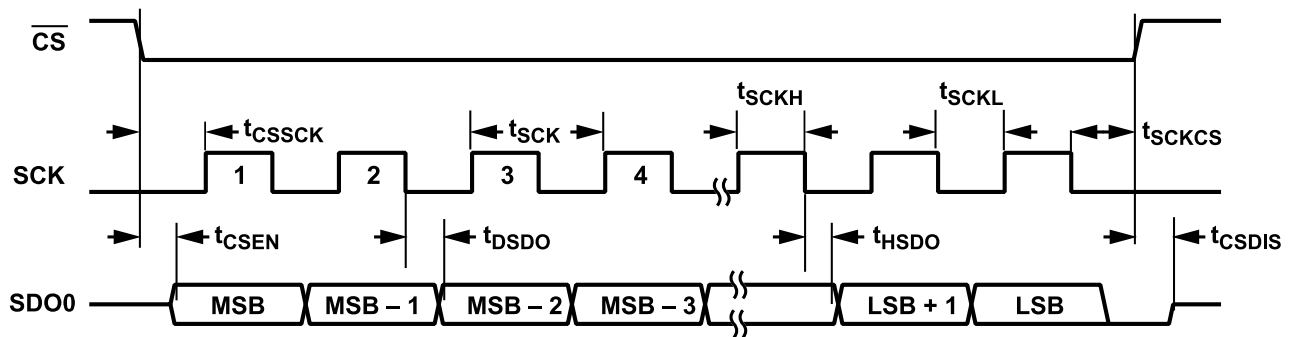 CS
tSCKH
tSCKL
tCSSCK
tSCK
tSCKCS
SCK
1
2
3
4
tCSEN
tDSDO
tHSDO
tCSDIS
SDO0
MSB
MSB – 1
MSB – 2
MSB – 3
LSB + 1
LSB